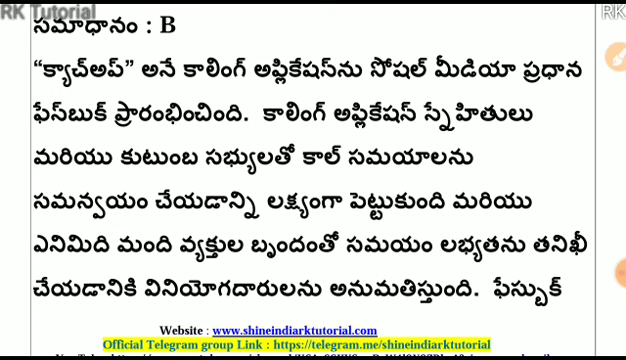 RK Tutorial
RK
సమాధానం : B
“క్యాచ్అప్” అనే కాలింగ్ అప్లికేషన్‌ను సోషల్ మీడియా ప్రధాన
ఫేస్‌బుక్ ప్రారంభించింది. కాలింగ్ అప్లికేషన్ స్నేహితులు
మరియు కుటుంబ సభ్యులతో కాల్ సమయాలను
సమన్వయం చేయడాన్ని లక్ష్యంగా పెట్టుకుంది మరియు
ఎనిమిది మంది వ్యక్తుల బృందంతో సమయం లభ్యతను తనిఖీ
చేయడానికి వినియోగదారులను అనుమతిస్తుంది. ఫేస్బుక్
Website : www.shineindiarktutorial.com
Official Telegram group Link : https://telegram.me/shineindiarktutorial